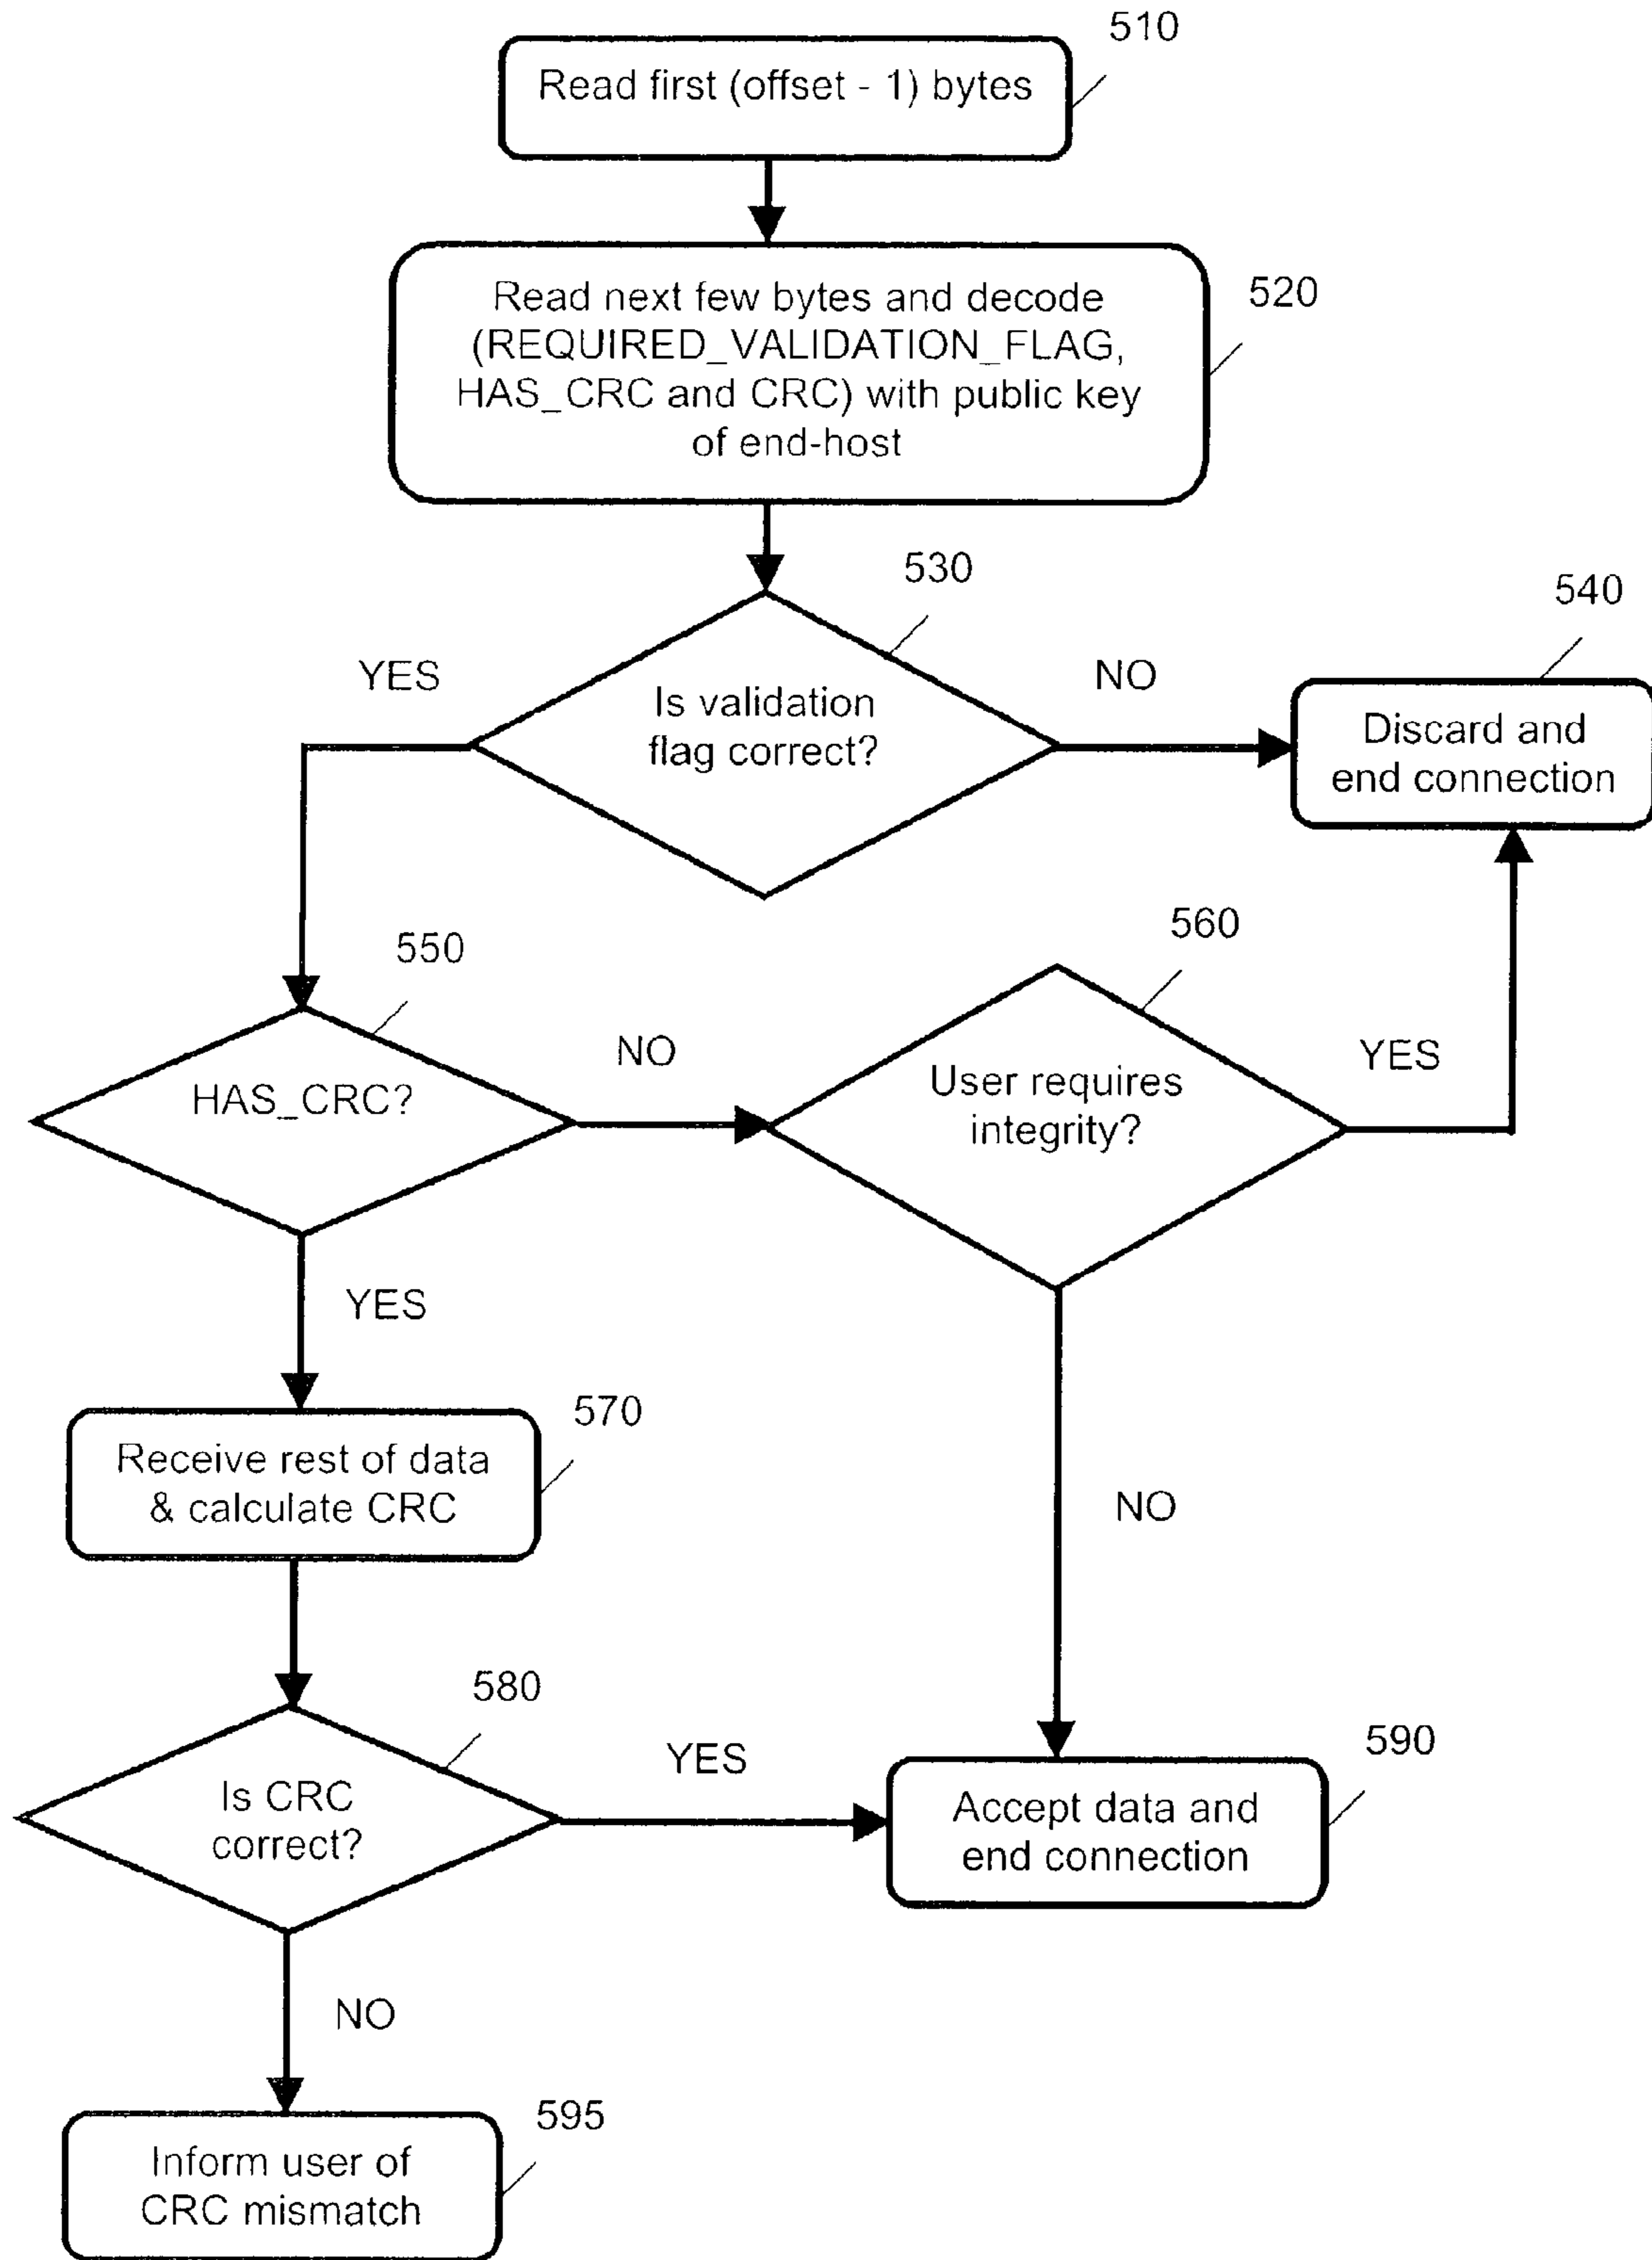 510
Read first (offset - 1) bytes
520
Read next few bytes and decode
(REQUIRED_VALIDATION_FLAG,
HAS_CRC and CRC) with public key
of end-host
530
540
YES
NO
Is validation
flag correct?
Discard and
end connection
550
560
HAS_CRC?
NO
User requires
integrity?
YES
YES
570
Receive rest of data
& calculate CRC
NO
580
Is CRC
correct?
YES
590
Accept data and
end connection
NO
595
Inform user of
CRC mismatch